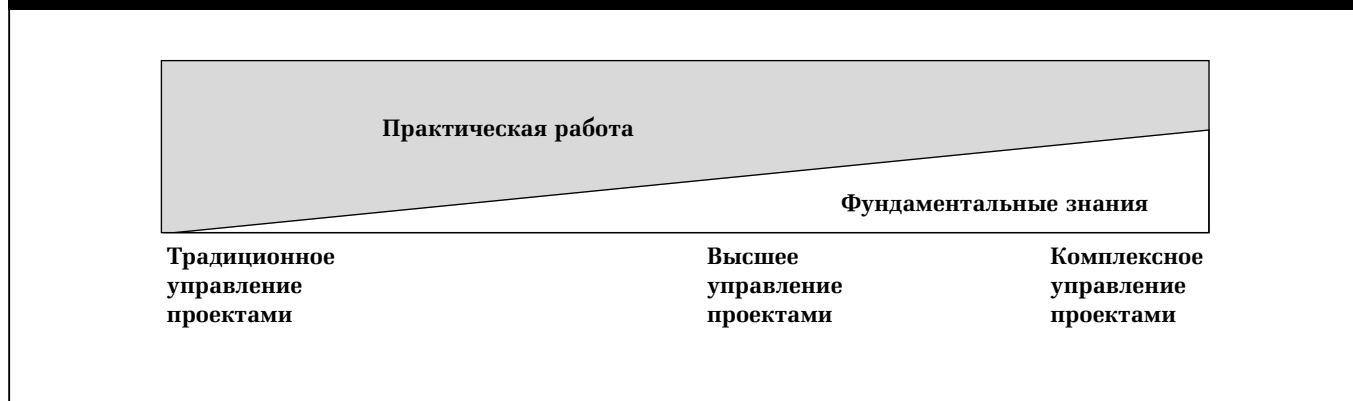 Практическая работа
Фундаментальные знания
Традиционное
управление
проектами
Высшее
управление
проектами
Комплексное
управление
проектами